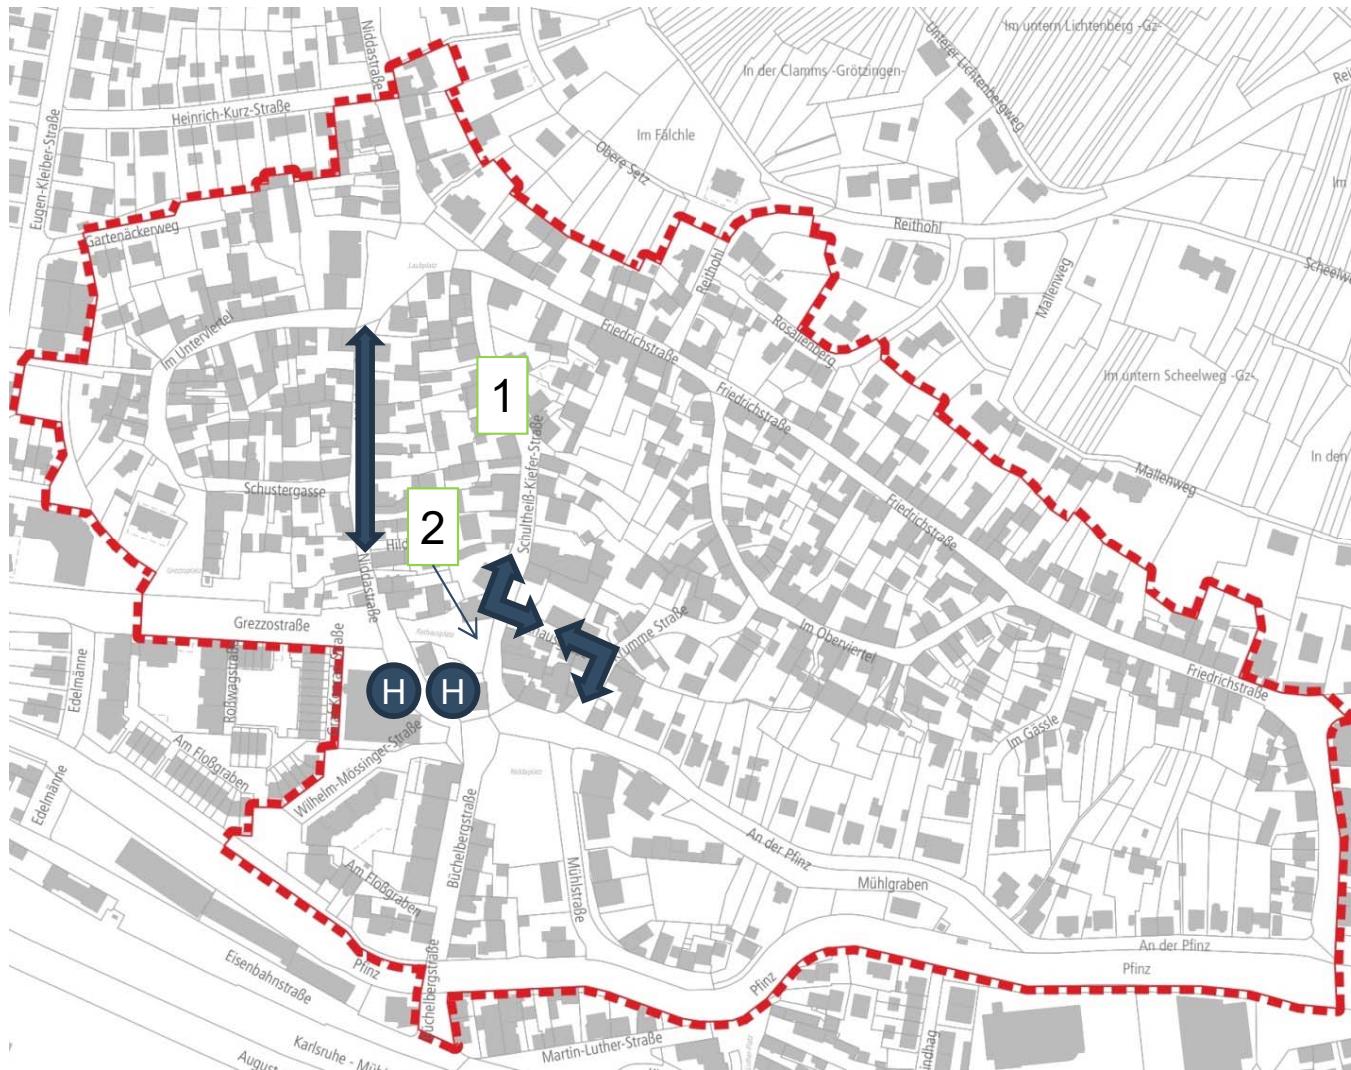 Im untern Lichtenberg -Gz-
Niddastraße
Unterer Lichtenbergweg
In der Clamms -Grötzingen-
Heinrich-Kurz-Straße
Im Fälchle
Eugen-Kleiber-Straße
Obere Setz
Reithohl
Gartenäckerweg
Reithohl
Mallenweg
Laubplatz
Im Unterviertel
Friedrichstraße
Rosalienberg
Im untern Scheelweg -Gz-
1
Friedrichstraße
Schultheiß-Kiefer-Straße
In den
Mallenweg
Schustergasse
2
Friedrichstraße
Niddastraße
Grezzoplatz
Grezzostraße
Rathausplatz
Krumme Straße
Im Oberviertel
Edelmänne
Roßwagstraße
Friedrichstraße
H
H
Im Gässle
Am Floßgraben
Wilhelm-Mössinger-Straße
Niddaplatz
Edelmänne
Büchelbergstraße
An der Pfinz
Mühlstraße
Mühlgraben
Am Floßgraben
An der Pfinz
Pfinz
Pfinz
Pfinz
Eisenbahnstraße
Büchelbergstraße
Martin-Luther-Straße
Karlsruhe - Mühl
August